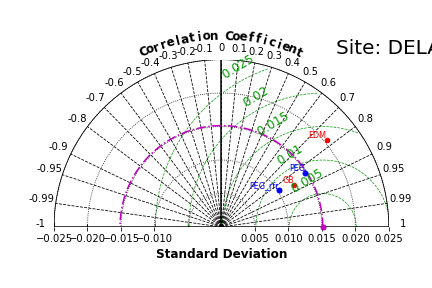 Site: DELA
Correlation Coefficient
-1 -0.99 -0.95 -0.9 -0.8 -0.7 -0.6 -0.5 -0.4 -0.3 -0.2 -0.1 0 0.1 0.2 0.3 0.4 0.5 0.6 0.7 0.8 0.9 0.95 0.99 1
0.025
0.02
0.015
0.01
0.005
EDM
PEG
GB
PEG_rf
−0.025 −0.020 −0.015 −0.010 0.005 0.010 0.015 0.020 0.025
Standard Deviation